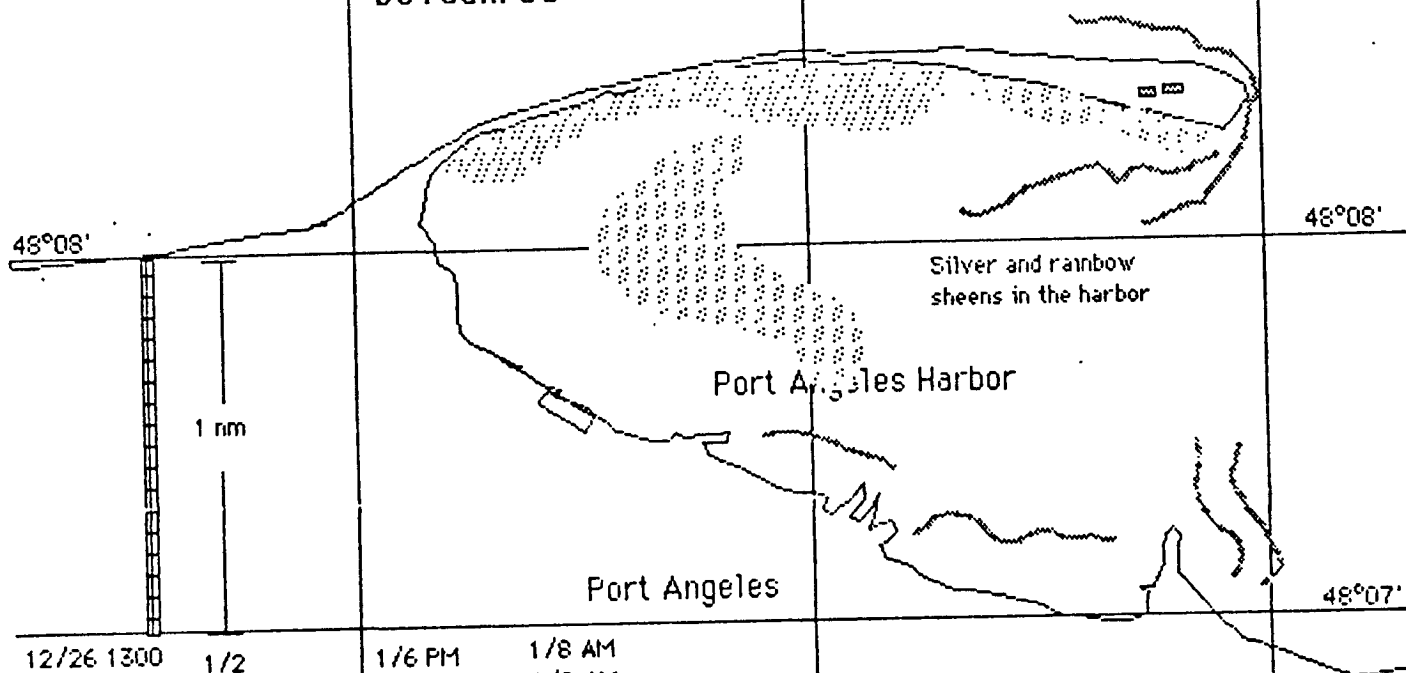 48°08'
48°08'
Silver and rainbow
sheens in the harbor
Port Angeles Harbor
1 nm
Port Angeles
48°07'
12/26 1300
1/2
1/6 PM
1/8 AM